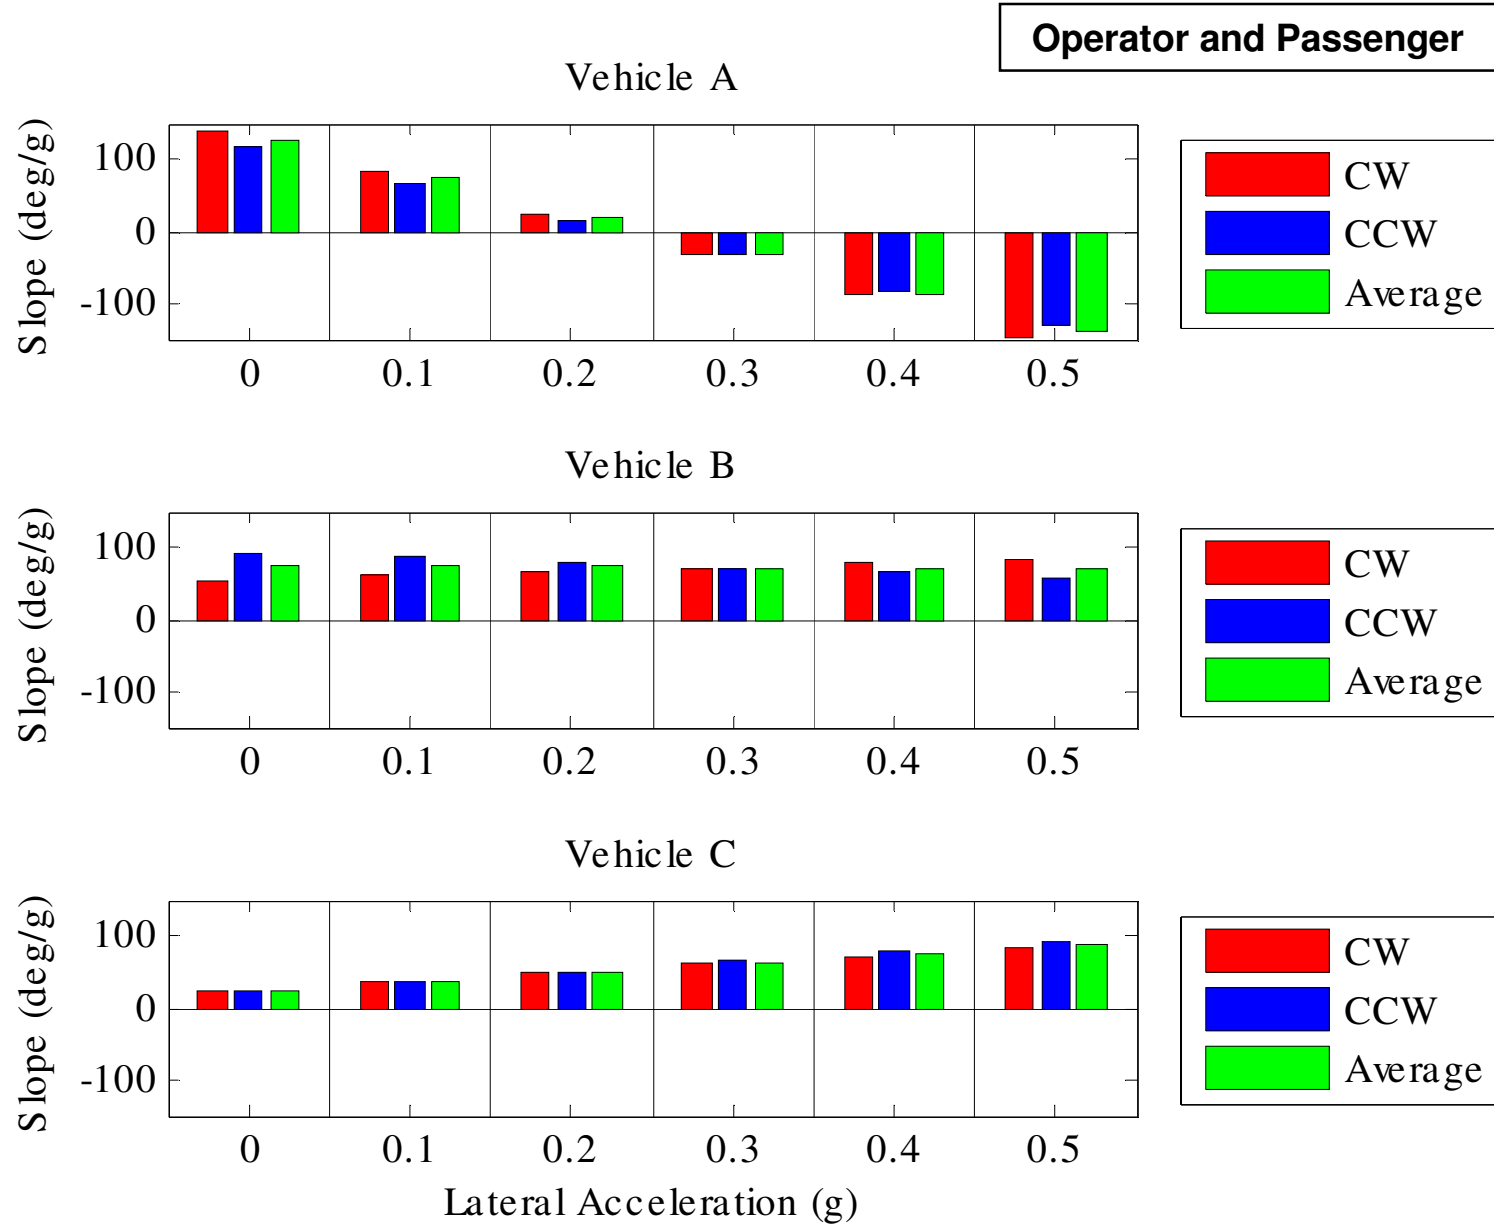 Operator and Passenger
Vehicle A
Slope (deg/g)
100
0
-100
0 0.1 0.2 0.3 0.4 0.5
CW
CCW
Average
Vehicle B
Slope (deg/g)
100
0
-100
0 0.1 0.2 0.3 0.4 0.5
CW
CCW
Average
Vehicle C
Slope (deg/g)
100
0
-100
0 0.1 0.2 0.3 0.4 0.5
Lateral Acceleration (g)
CW
CCW
Average